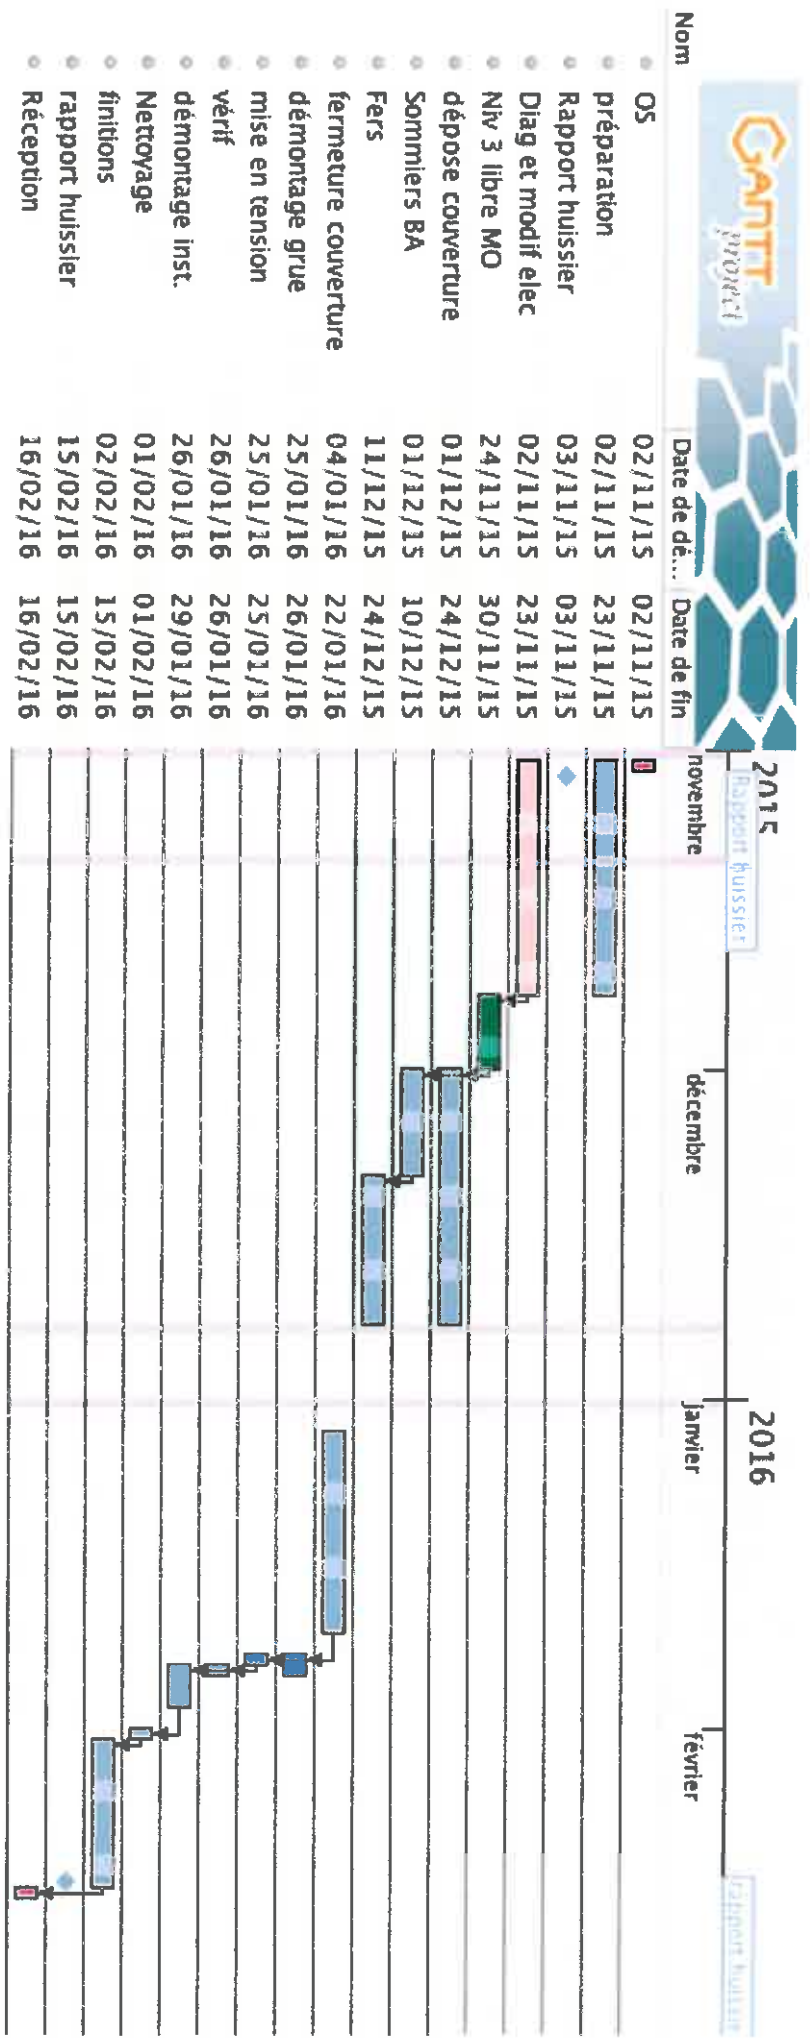 GANTT
project
2015
2016
Nom
Date de dé...
Date de fin
novembre
décembre
janvier
février
Rapport huissier
rapport huissier
OS 02/11/15 02/11/15
préparation 02/11/15 23/11/15
Rapport huissier 03/11/15 03/11/15
Diag et modif elec 02/11/15 23/11/15
Niv 3 libre MO 24/11/15 30/11/15
dépose couverture 01/12/15 24/12/15
Sommiers BA 01/12/15 10/12/15
Fers 11/12/15 24/12/15
fermeture couverture 04/01/16 22/01/16
démontage grue 25/01/16 26/01/16
mise en tension 25/01/16 25/01/16
vérif 26/01/16 26/01/16
démontage inst. 26/01/16 29/01/16
Nettoyage 01/02/16 01/02/16
finitions 02/02/16 15/02/16
rapport huissier 15/02/16 15/02/16
Réception 16/02/16 16/02/16